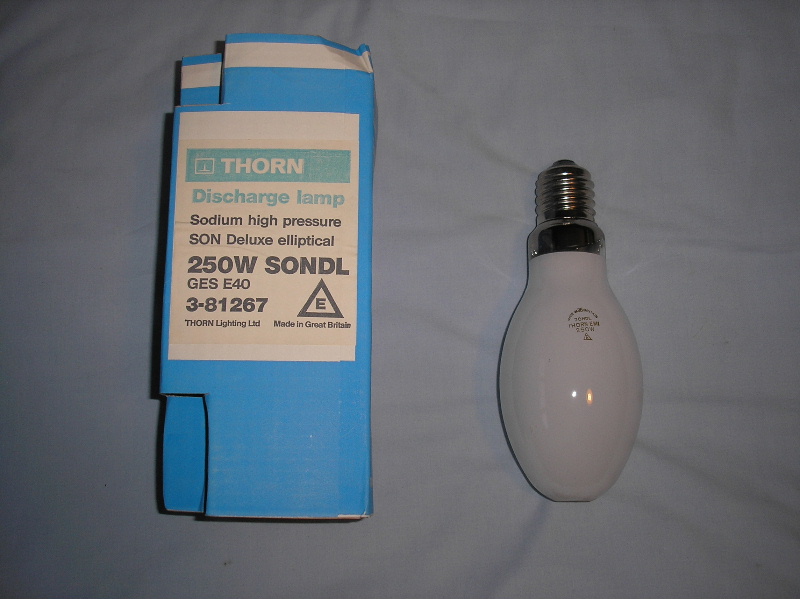 THORN
Discharge lamp
Sodium high pressure
SON Deluxe elliptical
250W SONDL
GES E40
3-81267
E
THORN Lighting Ltd Made in Great Britain
THORN EMI
250W